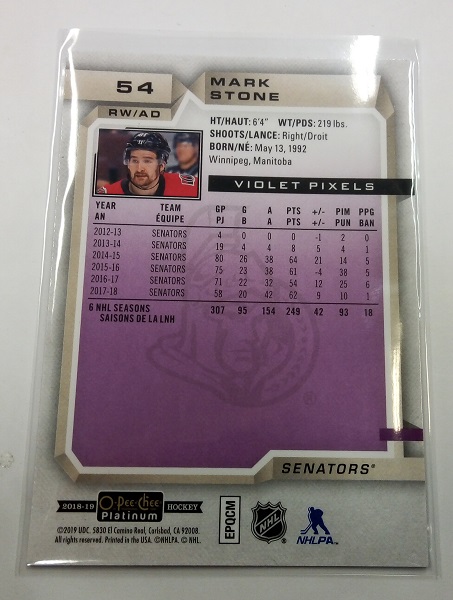 54 MARK
STONE
RW/AD
HT/HAUT: 6'4" WT/PDS: 219 lbs.
SHOOTS/LANCE: Right/Droit
BORN/NÉ: May 13, 1992
Winnipeg, Manitoba
VIOLET PIXELS
YEAR TEAM GP G A PTS +/- PIM PPG
AN ÉQUIPE PJ B A PTS +/- PUN BAN
2012-13 SENATORS 4 0 0 0 -1 2 0
2013-14 SENATORS 19 4 4 8 5 4 1
2014-15 SENATORS 80 26 38 64 21 14 5
2015-16 SENATORS 75 23 38 61 -4 38 5
2016-17 SENATORS 71 22 32 54 12 25 6
2017-18 SENATORS 58 20 42 62 9 10 1
6 NHL SEASONS 307 95 154 249 42 93 18
SAISONS DE LA LNH
SENATORS®
2018-19 O-Pee-Chee Platinum HOCKEY
©2019 UDC. 5830 El Camino Real, Carlsbad, CA 92008.
All rights reserved. Printed in the USA. ©NHLPA. © NHL.
EPQCM
NHL
NHLPA